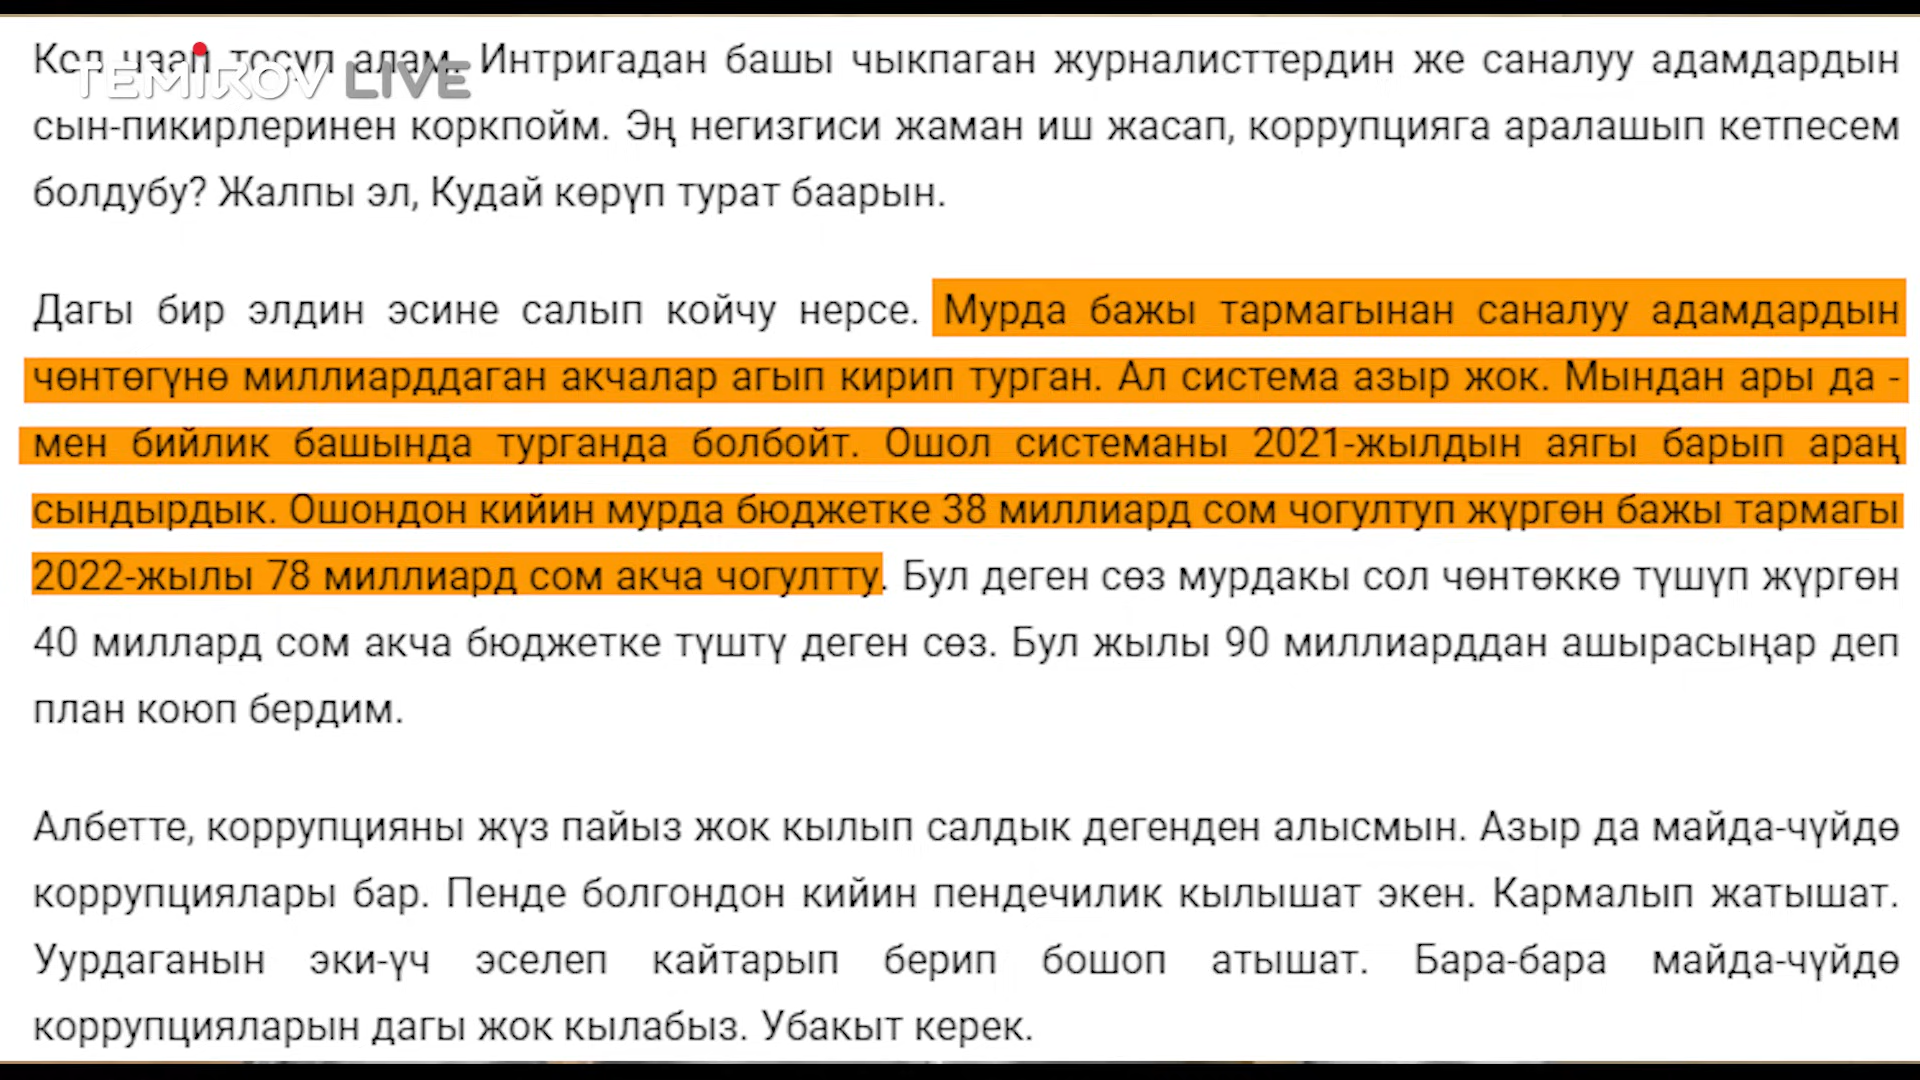 TEMIROV LIVE
Кол чаап тосуп алам. Интригадан башы чыкпаган журналисттердин же саналуу адамдардын
сын-пикирлеринен коркпойм. Эң негизгиси жаман иш жасап, коррупцияга аралашып кетпесем
болдубу? Жалпы эл, Кудай көрүп турат баарын.
Дагы бир элдин эсине салып койчу нерсе. Мурда бажы тармагынан саналуу адамдардын
чөнтөгүнө миллиарддаган акчалар агып кирип турган. Ал система азыр жок. Мындан ары да -
мен бийлик башында турганда болбойт. Ошол системаны 2021-жылдын аягы барып араң
сындырдык. Ошондон кийин мурда бюджетке 38 миллиард сом чогултуп жүргөн бажы тармагы
2022-жылы 78 миллиард сом акча чогултту. Бул деген сөз мурдакы сол чөнтөккө түшүп жүргөн
40 миллард сом акча бюджетке түштү деген сөз. Бул жылы 90 миллиарддан ашырасыңар деп
план коюп бердим.
Албетте, коррупцияны жүз пайыз жок кылып салдык дегенден алысмын. Азыр да майда-чүйдө
коррупциялары бар. Пенде болгондон кийин пендечилик кылышат экен. Кармалып жатышат.
Уурдаганын эки-үч эселеп кайтарып берип бошоп атышат. Бара-бара майда-чүйдө
коррупцияларын дагы жок кылабыз. Убакыт керек.